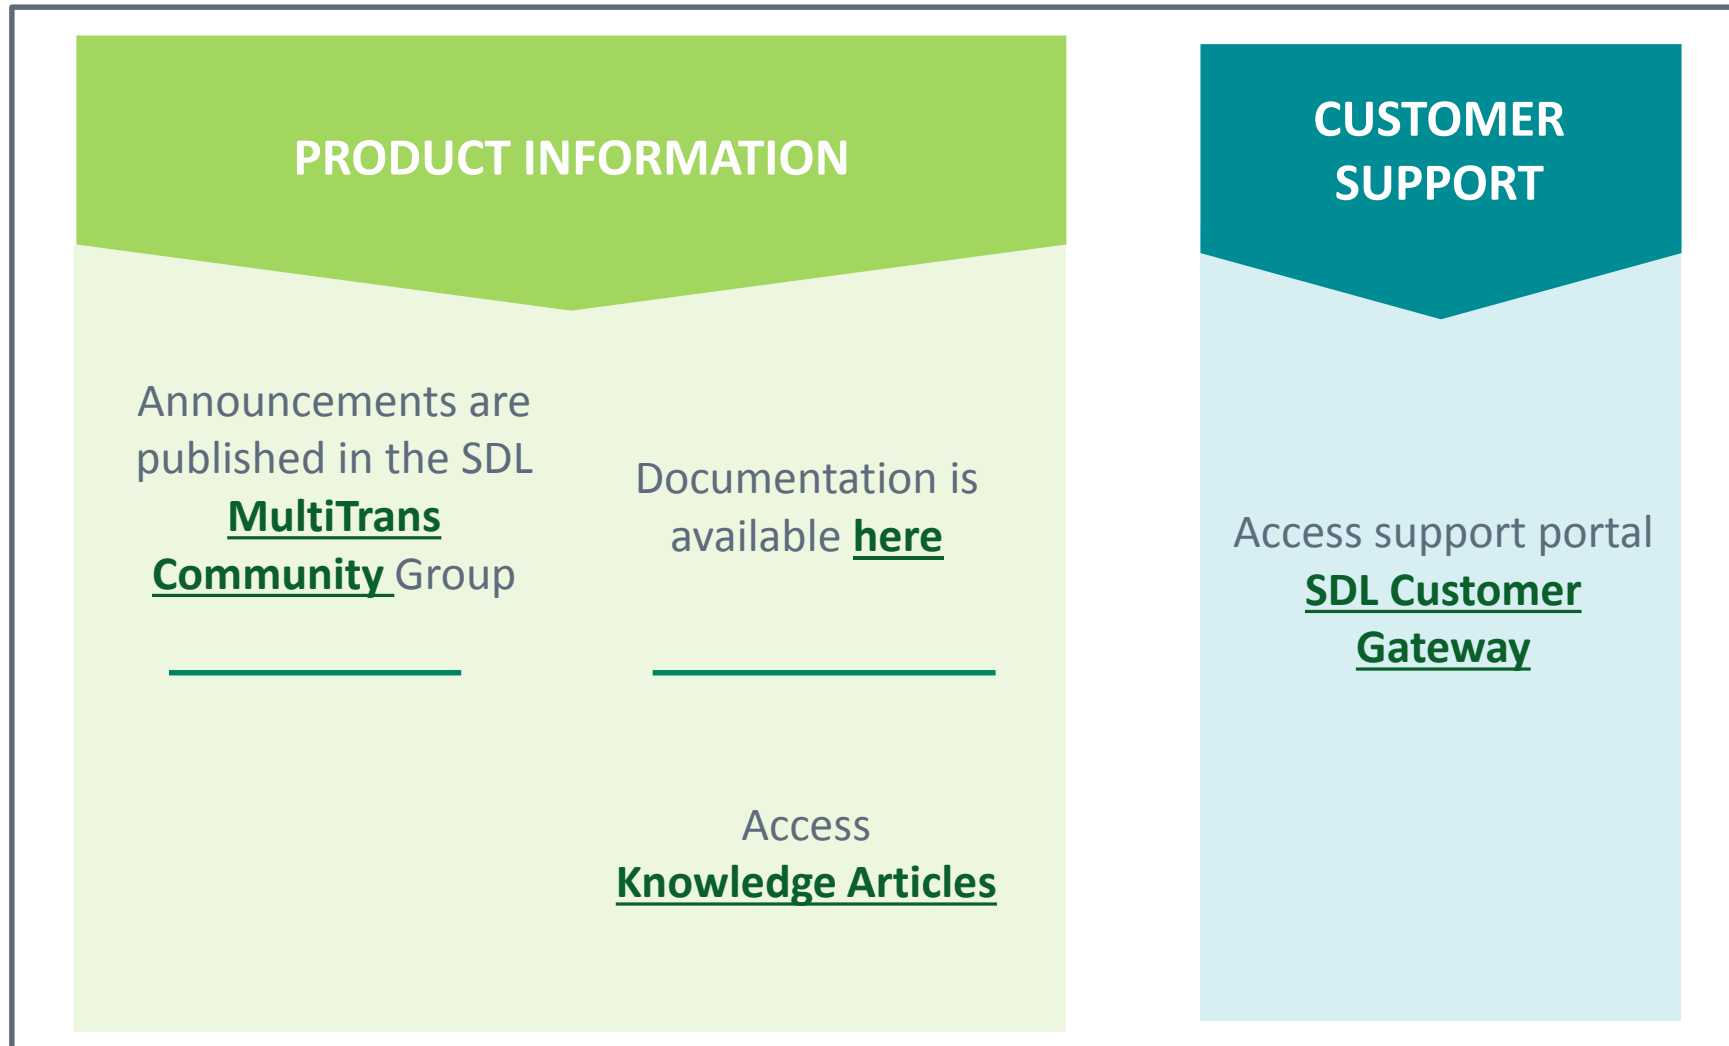 PRODUCT INFORMATION
Announcements are
published in the SDL
MultiTrans
Community Group
Documentation is
available here
Access
Knowledge Articles
CUSTOMER
SUPPORT
Access support portal
SDL Customer
Gateway